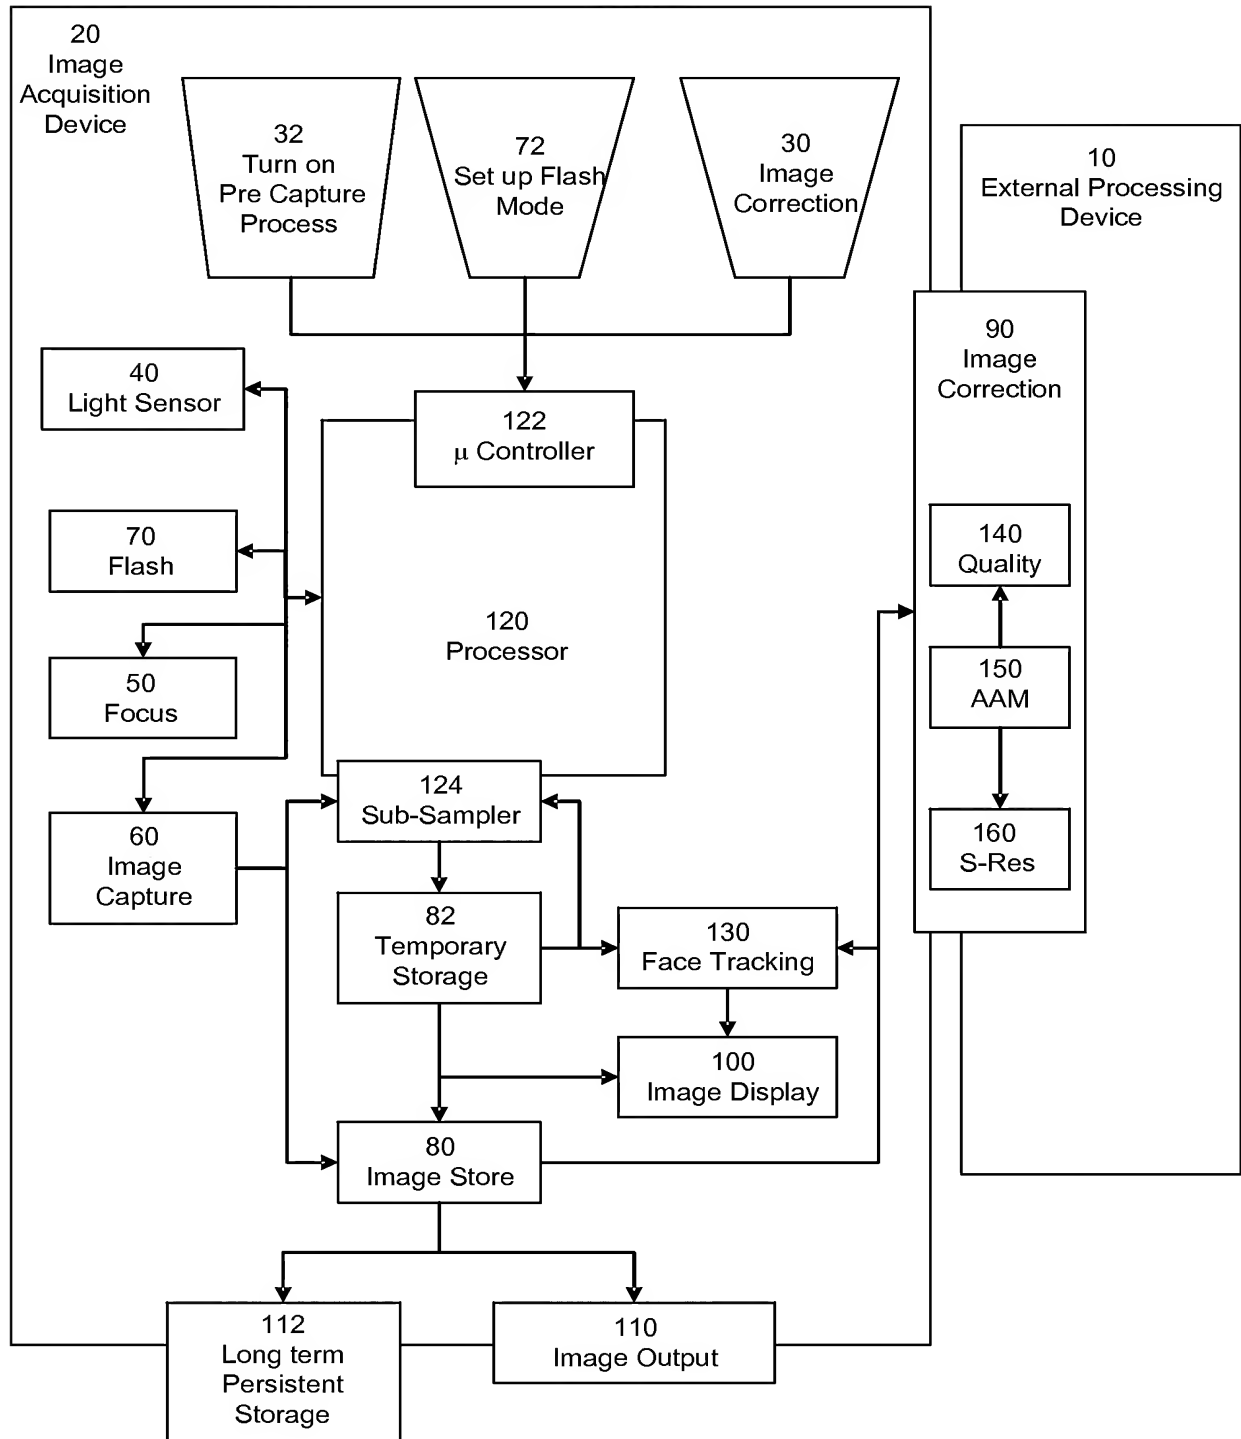 20
Image
Acquisition
Device
32
Turn on
Pre Capture
Process
72
Set up Flash
Mode
30
Image
Correction
10
External Processing
Device
90
Image
Correction
40
Light Sensor
122
μ Controller
70
Flash
140
Quality
120
Processor
50
Focus
150
AAM
124
Sub-Sampler
60
Image
Capture
160
S-Res
82
Temporary
Storage
130
Face Tracking
100
Image Display
80
Image Store
112
Long term
Persistent
Storage
110
Image Output